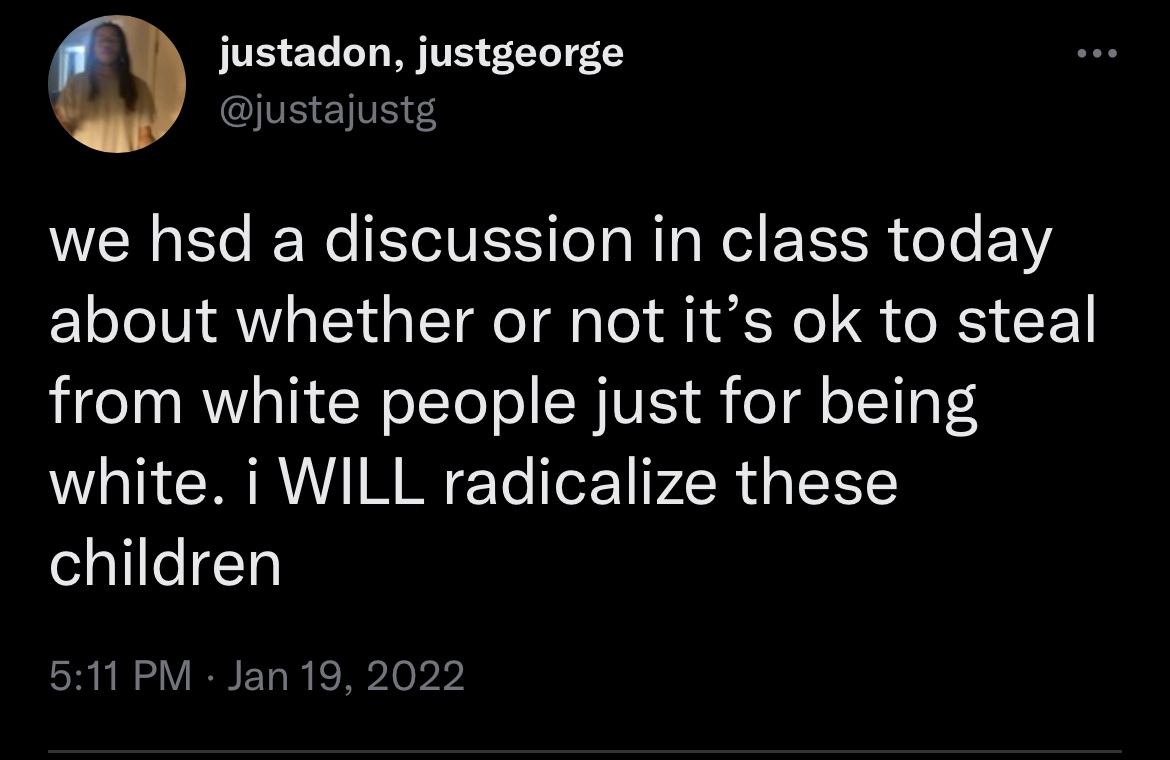 justadon, justgeorge
@justajustg
we hsd a discussion in class today
about whether or not it’s ok to steal
from white people just for being
white. i WILL radicalize these
children
5:11 PM · Jan 19, 2022